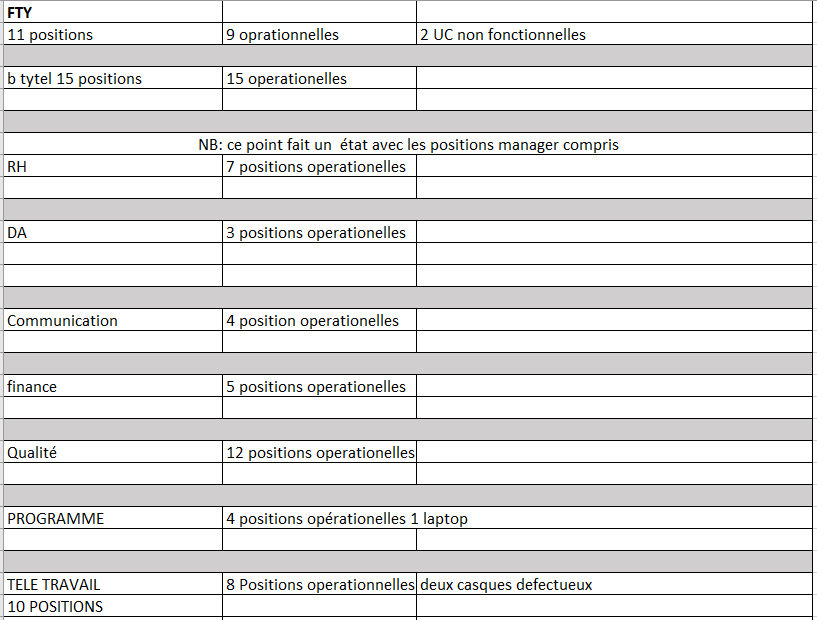 FTY
11 positions 9 oprationnelles 2 UC non fonctionnelles
b tytel 15 positions 15 operationelles
NB: ce point fait un état avec les positions manager compris
RH 7 positions operationelles
DA 3 positions operationelles
Communication 4 position operationelles
finance 5 positions operationelles
Qualité 12 positions operationelles
PROGRAMME 4 positions opérationelles 1 laptop
TELE TRAVAIL 8 Positions operationnelles deux casques defectueux
10 POSITIONS